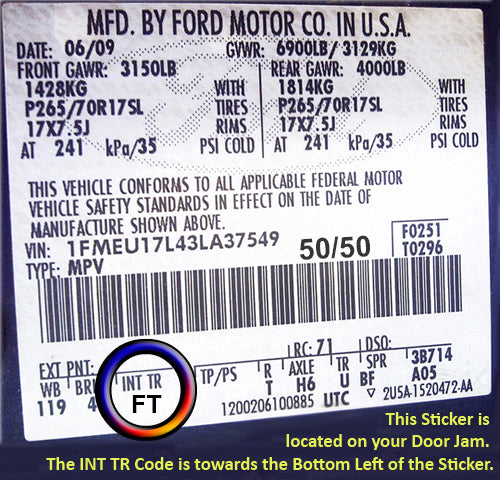 MFD. BY FORD MOTOR CO. IN U.S.A.
DATE: 06/09 GVWR: 6900LB/ 3129KG
FRONT GAWR: 3150LB REAR GAWR: 4000LB
1428KG WITH 1814KG WITH
P265/70R17SL TIRES P265/70R17SL TIRES
17X7.5J RIMS 17X7.5J RIMS
AT 241 kPa/35 PSI COLD AT 241 kPa/35 PSI COLD
THIS VEHICLE CONFORMS TO ALL APPLICABLE FEDERAL MOTOR
VEHICLE SAFETY STANDARDS IN EFFECT ON THE DATE OF
MANUFACTURE SHOWN ABOVE.
VIN: 1FMEU17L43LA37549 50/50 F0251
TYPE: MPV T0296
EXT PNT: RC: 71 DSO:
WB BR INT TR TP/PS R AXLE TR SPR 3B714
119 4 FT T H6 U BF A05
1200206100885 UTC ▽ 2U5A-1520472-AA
This Sticker is
located on your Door Jam.
The INT TR Code is towards the Bottom Left of the Sticker.